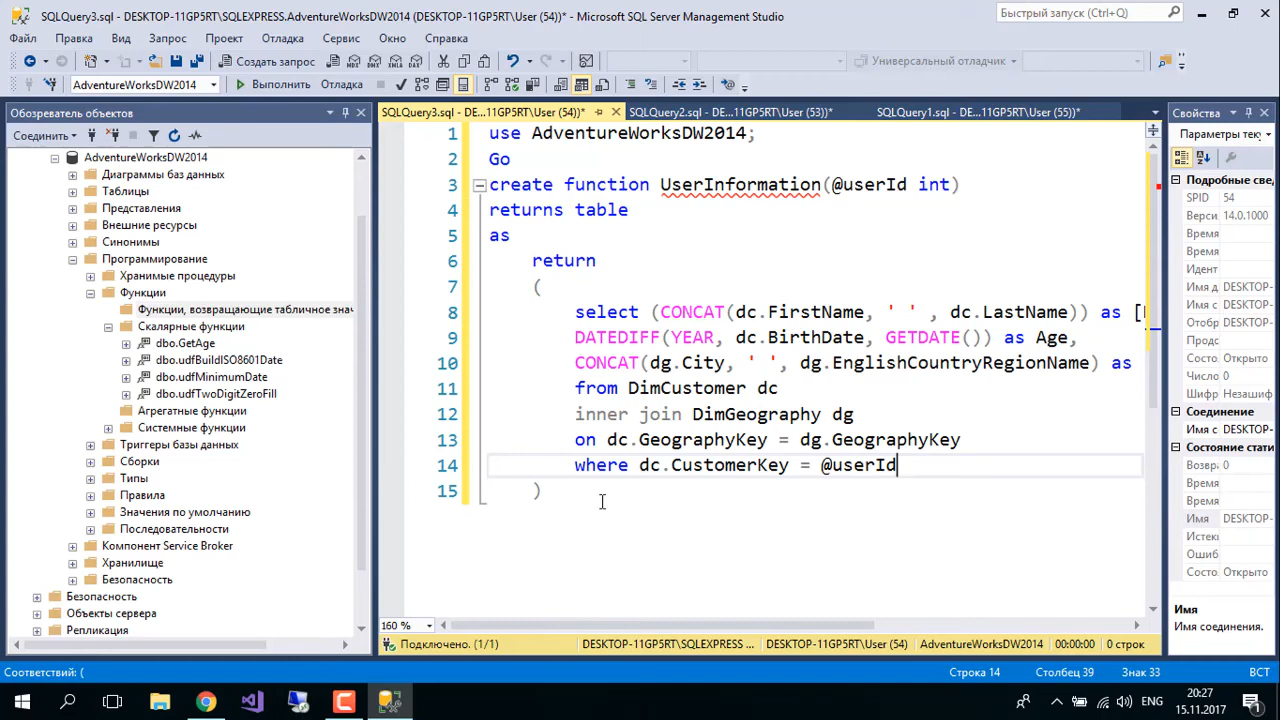 SQLQuery3.sql - DESKTOP-11GP5RT\SQLEXPRESS.AdventureWorksDW2014 (DESKTOP-11GP5RT\User (54))* - Microsoft SQL Server Management Studio
Быстрый запуск (Ctrl+Q)
Файл Правка Вид Запрос Проект Отладка Сервис Окно Справка
Создать запрос
MDX DMX XMLA DAX
Универсальный отладчик
AdventureWorksDW2014
Выполнить Отладка
Обозреватель объектов
SQLQuery3.sql - DE...11GP5RT\User (54))*
SQLQuery2.sql - DE...11GP5RT\User (53))*
SQLQuery1.sql - DE...11GP5RT\User (55))*
Свойства
Соединить
AdventureWorksDW2014
Диаграммы баз данных
Таблицы
Представления
Внешние ресурсы
Синонимы
Программирование
Хранимые процедуры
Функции
Функции, возвращающие табличное знач
Скалярные функции
dbo.GetAge
dbo.udfBuildISO8601Date
dbo.udfMinimumDate
dbo.udfTwoDigitZeroFill
Агрегатные функции
Системные функции
Триггеры базы данных
Сборки
Типы
Правила
Значения по умолчанию
Последовательности
Компонент Service Broker
Хранилище
Безопасность
Безопасность
Объекты сервера
Репликация
1 use AdventureWorksDW2014;
2 Go
3 create function UserInformation(@userId int)
4 returns table
5 as
6 return
7 (
8 select (CONCAT(dc.FirstName, ' ' , dc.LastName)) as [
9 DATEDIFF(YEAR, dc.BirthDate, GETDATE()) as Age,
10 CONCAT(dg.City, ' ', dg.EnglishCountryRegionName) as
11 from DimCustomer dc
12 inner join DimGeography dg
13 on dc.GeographyKey = dg.GeographyKey
14 where dc.CustomerKey = @userId
15 )
160 %
Подключено. (1/1)
DESKTOP-11GP5RT\SQLEXPRESS ...
DESKTOP-11GP5RT\User (54)
AdventureWorksDW2014
00:00:00
0 строк
Параметры теку
Подробные све
SPID 54
Верси 14.0.1000
Время
Время
Идент
Имя д DESKTOP-
Имя с DESKTOP-
Отобр DESKTOP-
Прос
Состо Открыто
Число 0
Шифр Незашиф
Соединение
Имя с DESKTOP-
Состояние стати
Возвр 0
Время
Время
Имя DESKTOP-
Истек
Ошиб
Состо Открыто
Имя
Имя соединения.
Соответствий: (
Строка 14
Столбец 39
Знак 33
ВСТ
ENG
20:27
15.11.2017
1